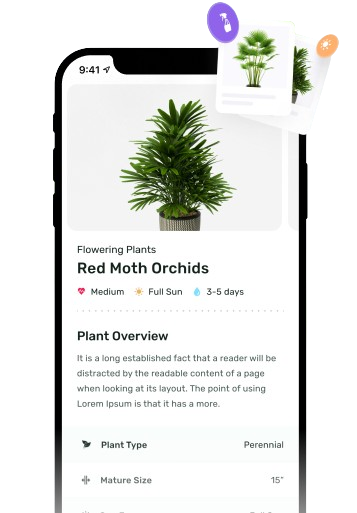 9:41
Flowering Plants
Red Moth Orchids
Medium Full Sun 3-5 days
Plant Overview
It is a long established fact that a reader will be
distracted by the readable content of a page
when looking at its layout. The point of using
Lorem Ipsum is that it has a more.
Plant Type Perennial
Mature Size 15"